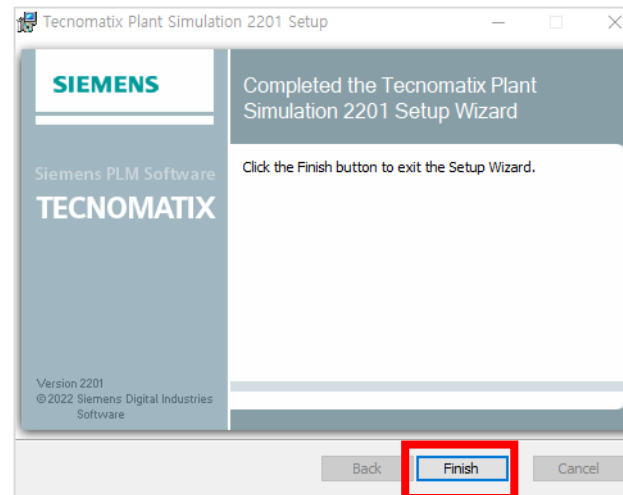 Tecnomatix Plant Simulation 2201 Setup
SIEMENS
Completed the Tecnomatix Plant
Simulation 2201 Setup Wizard
Siemens PLM Software
TECNOMATIX
Click the Finish button to exit the Setup Wizard.
Version 2201
©2022 Siemens Digital Industries
Software
Back
Finish
Cancel